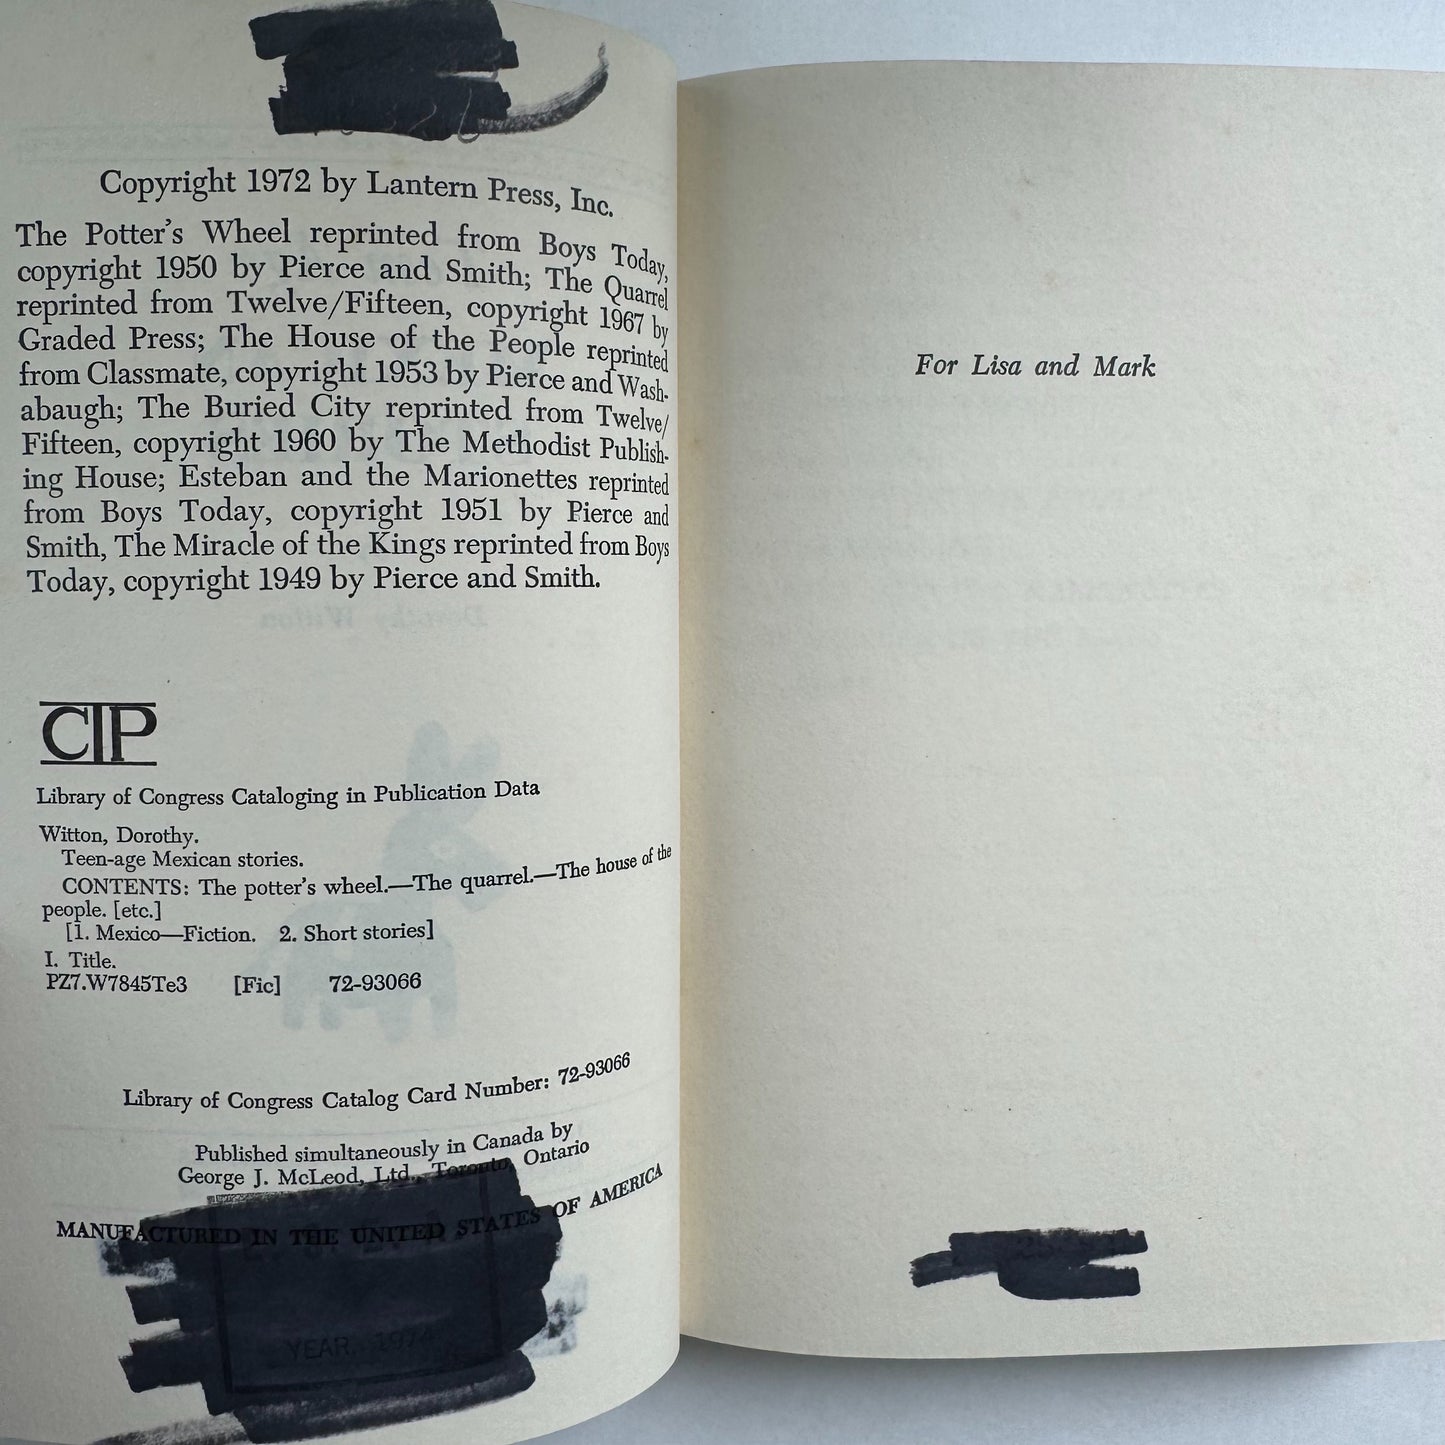 Copyright 1972 by Lantern Press, Inc.
The Potter's Wheel reprinted from Boys Today,
copyright 1950 by Pierce and Smith; The Quarrel
reprinted from Twelve/Fifteen, copyright 1967 by
Graded Press; The House of the People reprinted
from Classmate, copyright 1953 by Pierce and Wash-
abaugh; The Buried City reprinted from Twelve/
Fifteen, copyright 1960 by The Methodist Publish-
ing House; Esteban and the Marionettes reprinted
from Boys Today, copyright 1951 by Pierce and
Smith, The Miracle of the Kings reprinted from Boys
Today, copyright 1949 by Pierce and Smith.
CIP
Library of Congress Cataloging in Publication Data
Witton, Dorothy.
Teen-age Mexican stories.
CONTENTS: The potter's wheel.—The quarrel.—The house of the
people. [etc.]
[1. Mexico—Fiction. 2. Short stories]
I. Title.
PZ7.W7845Te3 [Fic] 72-93066
Library of Congress Catalog Card Number: 72-93066
Published simultaneously in Canada by
George J. McLeod, Ltd., Toronto, Ontario
MANUFACTURED IN THE UNITED STATES OF AMERICA
YEAR 1974
For Lisa and Mark